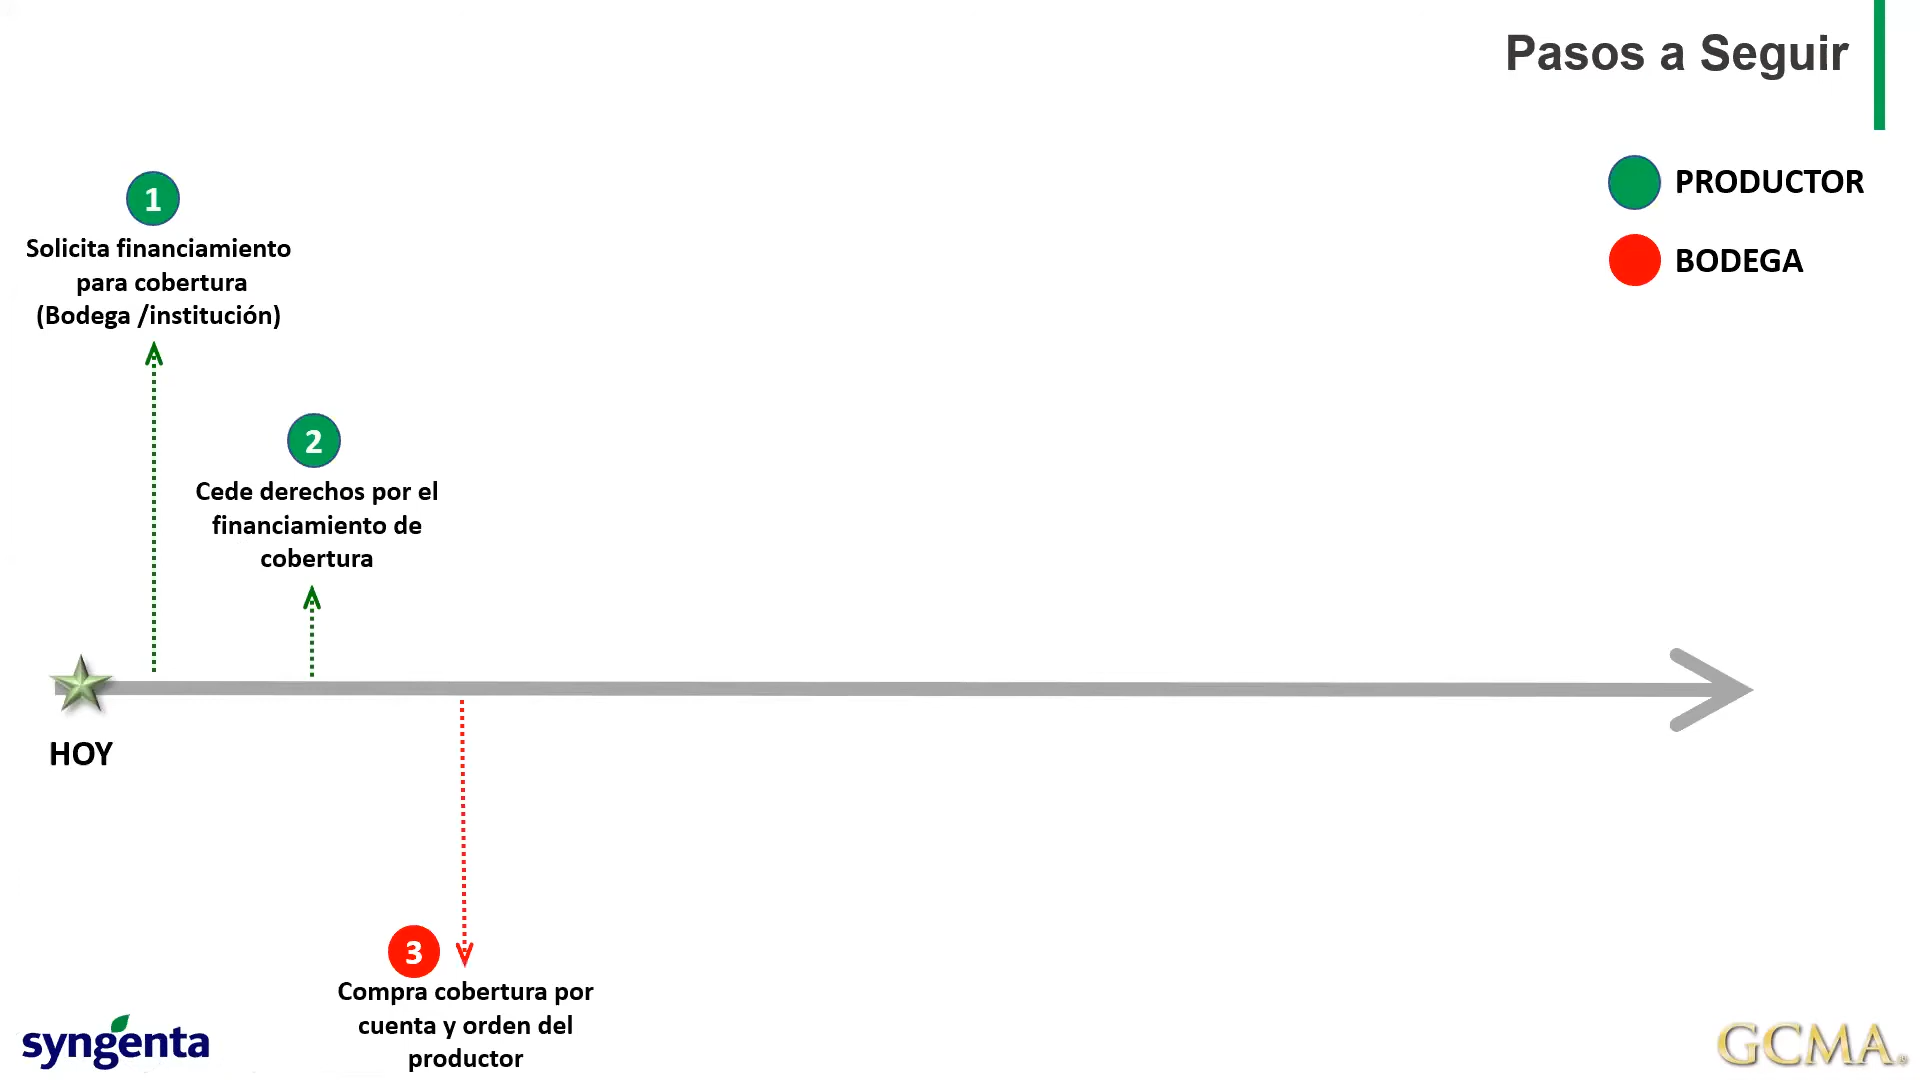 Pasos a Seguir
PRODUCTOR
BODEGA
1
Solicita financiamiento
para cobertura
(Bodega /institución)
2
Cede derechos por el
financiamiento de
cobertura
HOY
3
Compra cobertura por
cuenta y orden del
productor
syngenta
GCMA